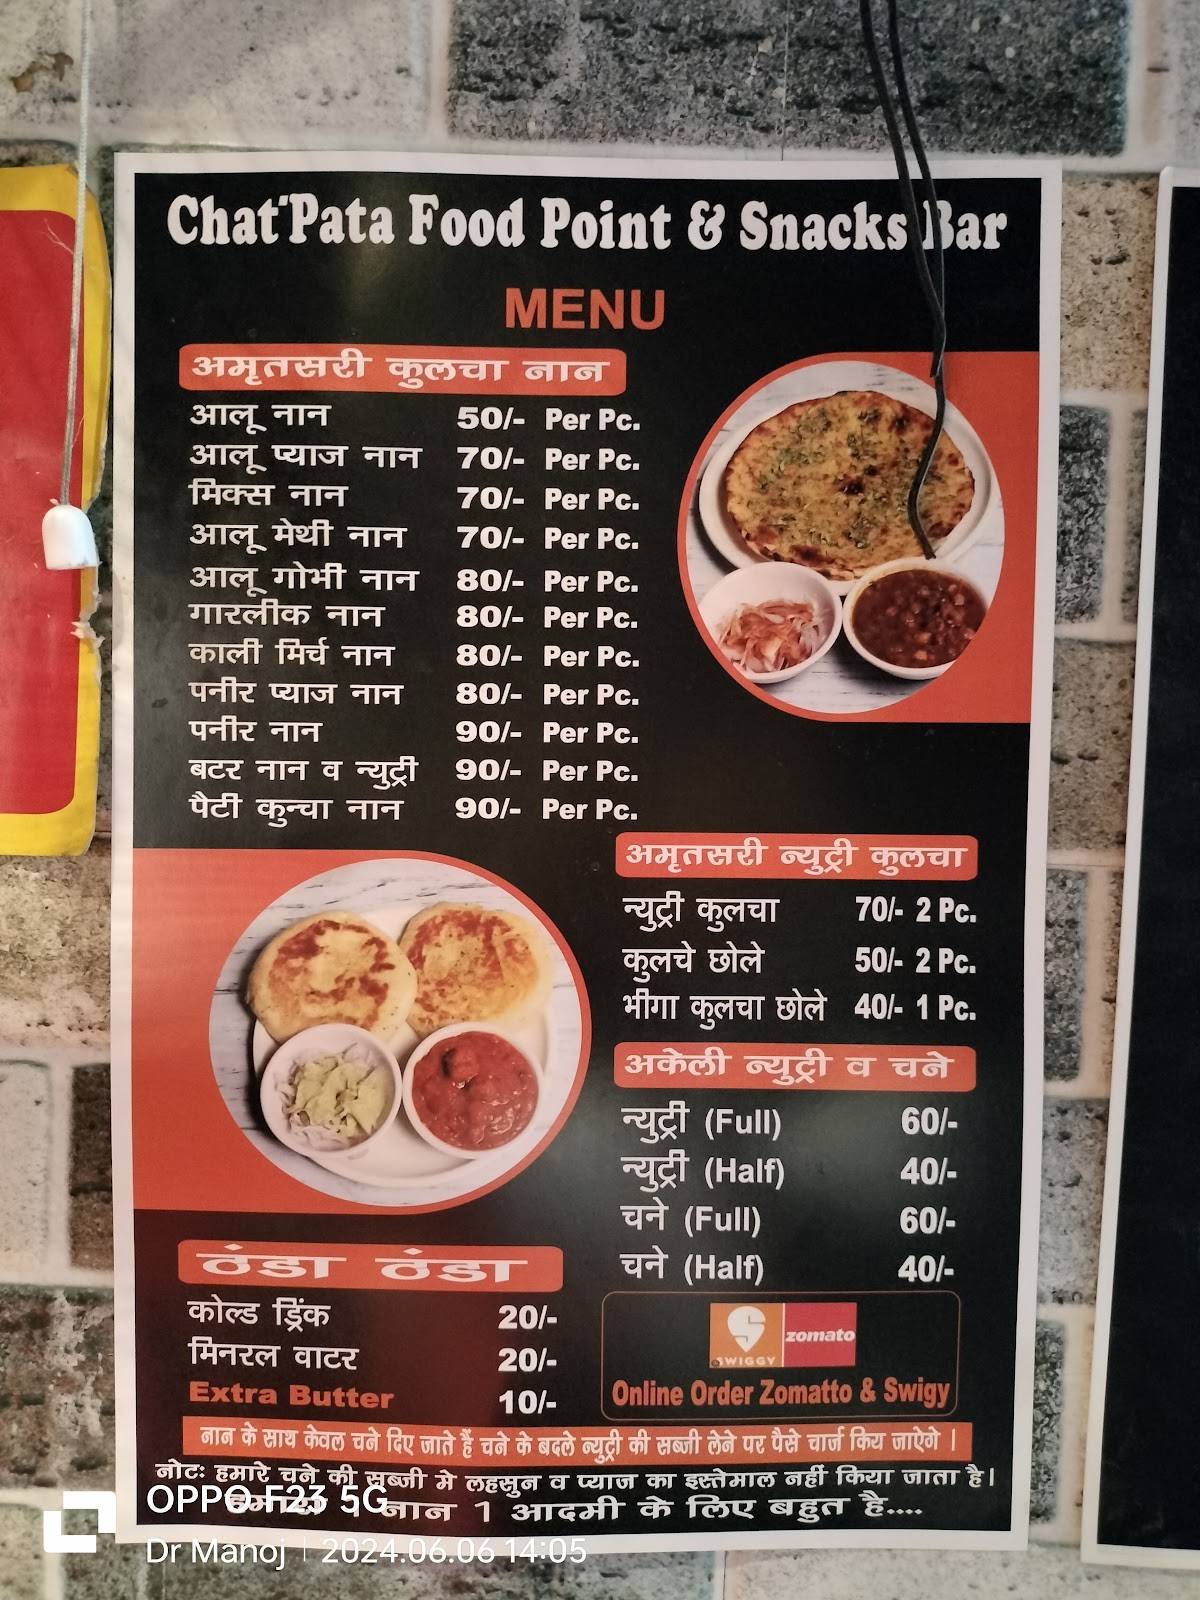 Chat'Pata Food Point & Snacks Bar
MENU
अमृतसरी कुलचा नान
आलू नान 50/- Per Pc.
आलू प्याज नान 70/- Per Pc.
मिक्स नान 70/- Per Pc.
आलू मेथी नान 70/- Per Pc.
आलू गोभी नान 80/- Per Pc.
गारलीक नान 80/- Per Pc.
काली मिर्च नान 80/- Per Pc.
पनीर प्याज नान 80/- Per Pc.
पनीर नान 90/- Per Pc.
बटर नान व न्युट्री 90/- Per Pc.
पैटी कुन्चा नान 90/- Per Pc.
अमृतसरी न्युट्री कुलचा
न्युट्री कुलचा 70/- 2 Pc.
कुलचे छोले 50/- 2 Pc.
भीगा कुलचा छोले 40/- 1 Pc.
अकेली न्युट्री व चने
न्युट्री (Full) 60/-
न्युट्री (Half) 40/-
चने (Full) 60/-
चने (Half) 40/-
ठंडा ठंडा
कोल्ड ड्रिंक 20/-
मिनरल वाटर 20/-
Extra Butter 10/-
SWIGGY zomato
Online Order Zomatto & Swigy
नान के साथ केवल चने दिए जाते हैं चने के बदले न्युट्री की सब्जी लेने पर पैसे चार्ज किय जाऐगे ।
नोटः हमारे चने की सब्जी मे लहसुन व प्याज का इस्तेमाल नहीं किया जाता है।
नान 1 आदमी के लिए बहुत है....
OPPO F23 5G
Dr Manoj | 2024.06.06 14:05